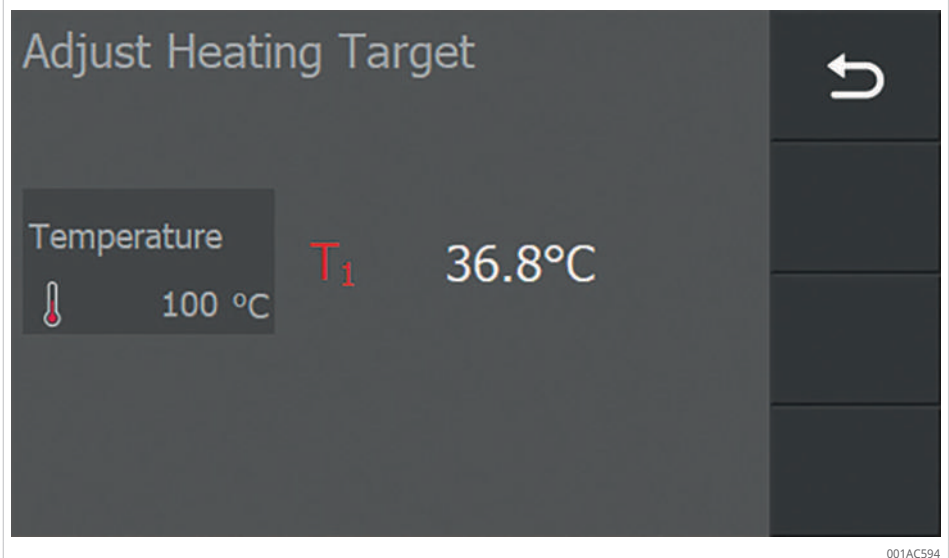 Adjust Heating Target
Temperature
100 °C
T₁ 36.8°C
001AC594